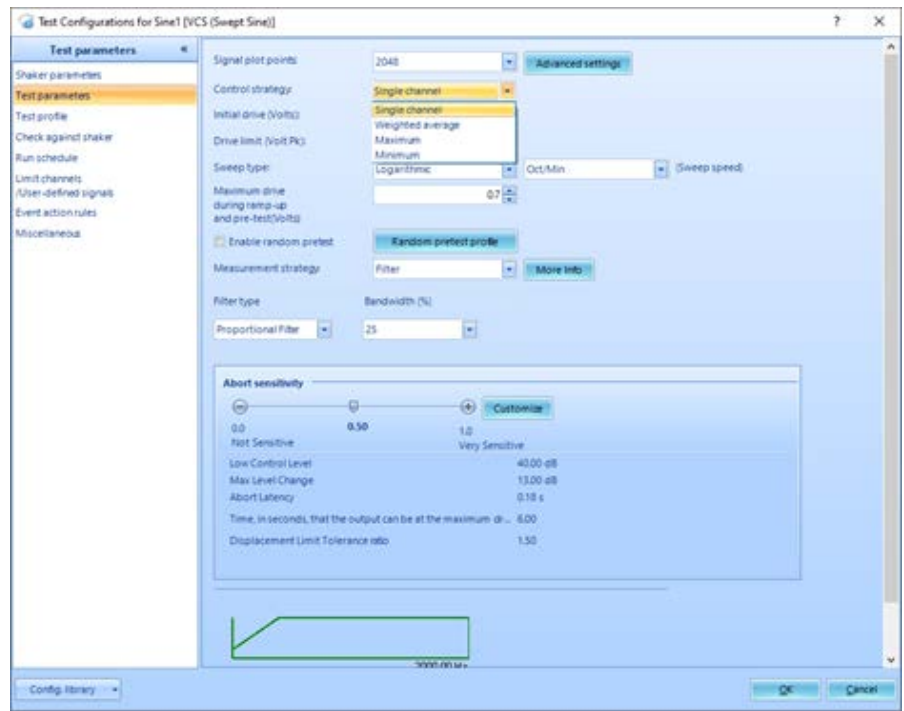 Test Configurations for Sine1 [VCS (Swept Sine)]
? ×
Test parameters «
Shaker parameters
Test parameters
Test profile
Check against shaker
Run schedule
Limit channels
/User-defined signals
Event action rules
Miscellaneous
Signal plot points: 2048 Advanced settings
Control strategy: Single channel
Single channel
Weighted average
Maximum
Minimum
Initial drive (Volts):
Drive limit (Volt Pk):
Sweep type: Logarithmic Oct/Min (Sweep speed)
Maximum drive
during ramp-up
and pre-test(Volts) 0.7
Enable random pretest Random pretest profile
Measurement strategy Filter More Info
Filter type Bandwidth (%)
Proportional Filter 25
Abort sensitivity
Customize
0.0 0.50 1.0
Not Sensitive Very Sensitive
Low Control Level 40.00 dB
Max Level Change 13.00 dB
Abort Latency 0.18 s
Time, in seconds, that the output can be at the maximum dr... 6.00
Displacement Limit Tolerance ratio 1.50
2000.00 Hz
Config. library
OK Cancel